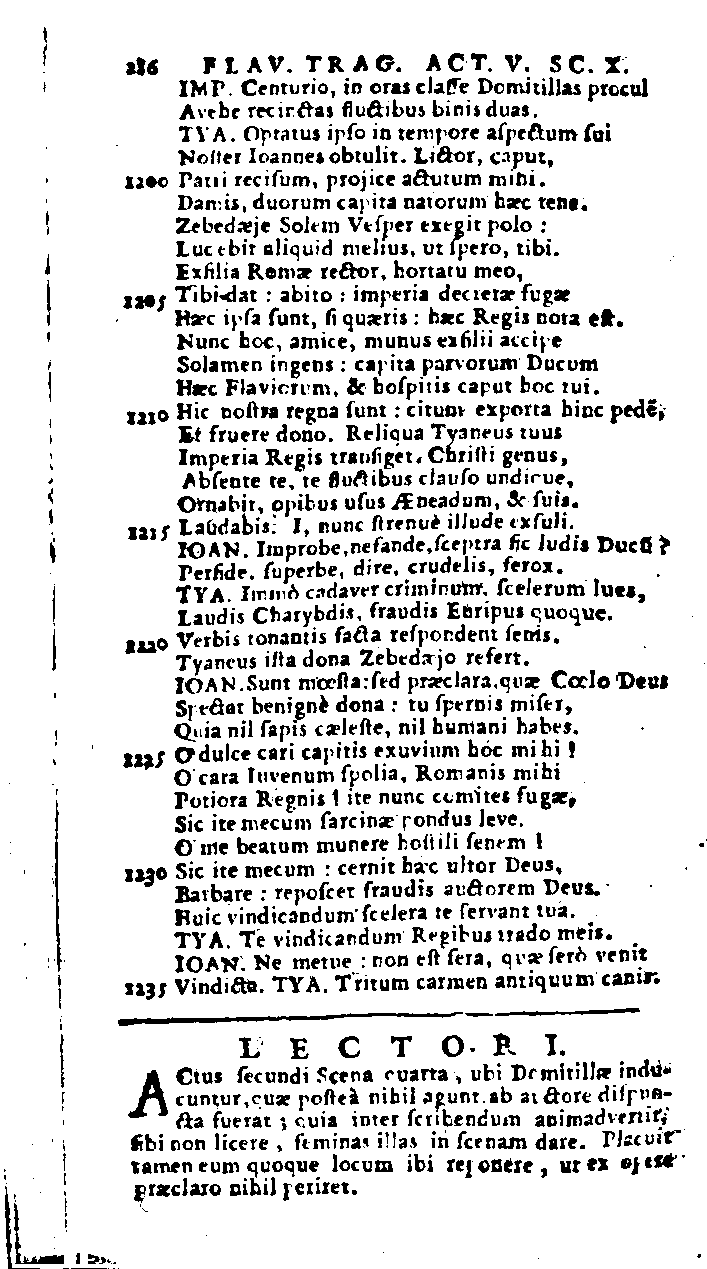 286 FLAV. TRAG. ACT. V. SC. X.
IMP. Centurio, in oras claſſe Domitillas procul
Avehe recinctas fluctibus binis duas.
TYA. Optatus ipſo in tempore aſpectum ſui
Noſter Ioannes obtulit. Lictor, caput,
1200 Patri reciſum, projice actutum mihi.
Damis, duorum capita natorum hæc tene.
Zebedæje Solem Veſper exegit polo :
Lucebit aliquid melius, ut ſpero, tibi.
Exſilia Romæ rector, hortatu meo,
1205 Tibi dat : abito : imperia decretæ fugæ
Hæc ipſa ſunt, ſi quæris : hæc Regis nota eſt.
Nunc hoc, amice, munus exſilii accipe
Solamen ingens : capita parvorum Ducum
Hæc Flaviorum, & hoſpitis caput hoc tui.
1210 Hic noſtra regna ſunt : citum exporta hinc pedē,
Et fruere dono. Reliqua Tyaneus tuus
Imperia Regis tranſiget. Chriſti genus,
Abſente te, te fluctibus clauſo undique,
Ornabit, opibus uſus Æneadum, & ſuis.
1215 Laudabis. I, nunc ſtrenuè illude exſuli.
IOAN. Improbe, nefande, ſceptra ſic ludis Ducū ?
Perfide, ſuperbe, dire, crudelis, ferox.
TYA. Immò cadaver criminum, ſcelerum lues,
Laudis Charybdis, fraudis Euripus quoque.
1220 Verbis tonantis facta reſpondent ſenis.
Tyaneus iſta dona Zebedæjo refert.
IOAN. Sunt mœſta: ſed præclara, quæ Cœlo Deus
Spectat benignè dona : tu ſpernis miſer,
Quia nil ſapis cæleſte, nil humani habes.
1225 O dulce cari capitis exuvium hoc mihi !
O cara Iuvenum ſpolia, Romanis mihi
Potiora Regnis ! ite nunc comites fugæ,
Sic ite mecum ſarcinæ pondus leve.
O me beatum munere hoſtili ſenem !
1230 Sic ite mecum : cernit hæc ultor Deus,
Barbare : repoſcet fraudis auctorem Deus.
Huic vindicandum ſcelera te ſervant tua.
TYA. Te vindicandum Regibus trado meis.
IOAN. Ne metue : non eſt ſera, quæ ſerò venit
1235 Vindicta. TYA. Tritum carmen antiquum canis.
LECTORI.
ACtus ſecundi Scena quarta, ubi Domitillæ indu-
cuntur, quæ poſteà nihil agunt, ab auctore diſpun-
cta fuerat ; quia inter ſcribendum animadvertit,
ſibi non licere, feminas illas in ſcenam dare. Placuit
tamen eum quoque locum ibi reponere, ut ex opere
præclaro nihil periret.